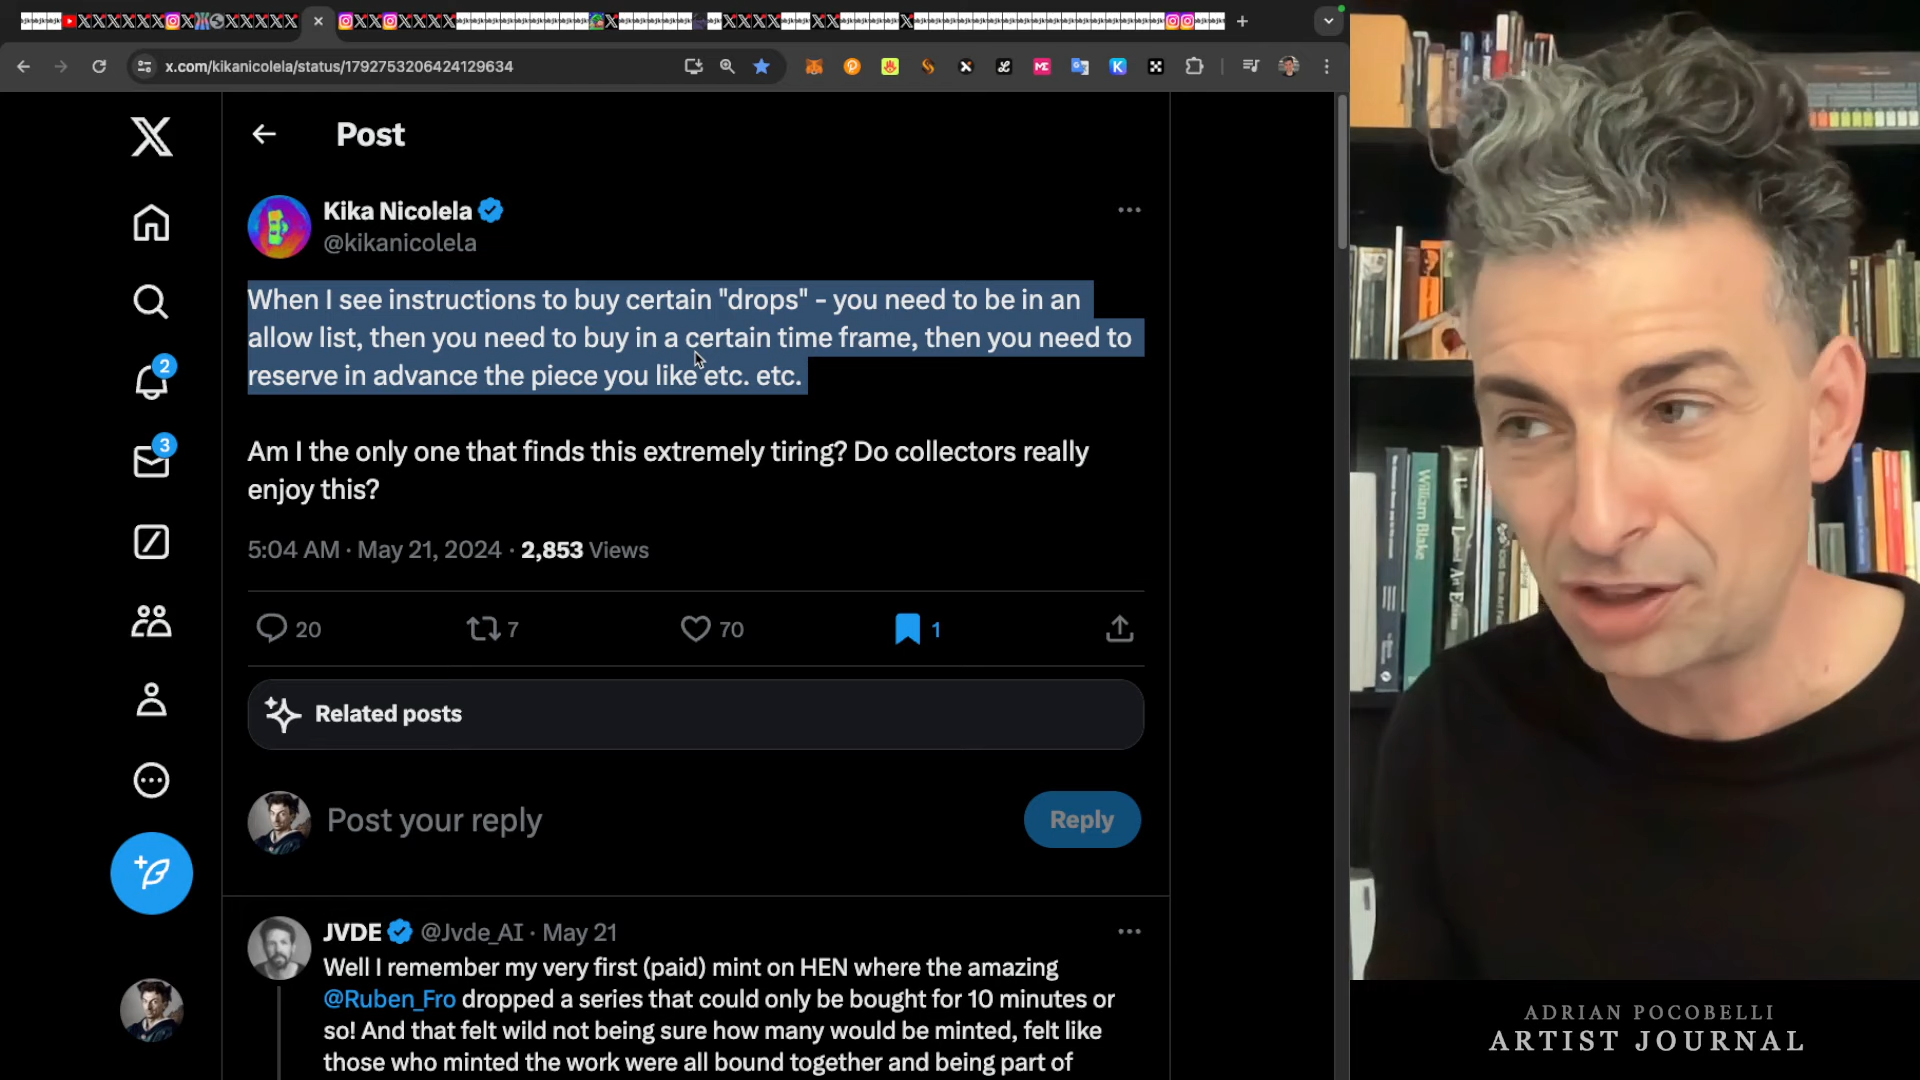 x.com/kikanicolela/status/1792753206424129634
Post
Kika Nicolela
@kikanicolela
When I see instructions to buy certain "drops" - you need to be in an
allow list, then you need to buy in a certain time frame, then you need to
reserve in advance the piece you like etc. etc.
Am I the only one that finds this extremely tiring? Do collectors really
enjoy this?
5:04 AM · May 21, 2024 · 2,853 Views
2
3
20
7
70
1
Related posts
Post your reply
Reply
JVDE @Jvde_AI · May 21
Well I remember my very first (paid) mint on HEN where the amazing
@Ruben_Fro dropped a series that could only be bought for 10 minutes or
so! And that felt wild not being sure how many would be minted, felt like
those who minted the work were all bound together and being part of
William Blake
ADRIAN POCOBELLI
ARTIST JOURNAL